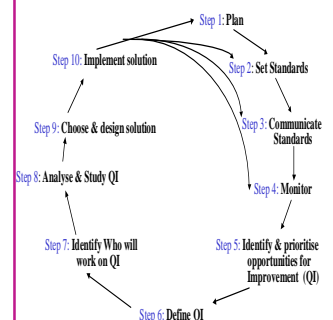 Step 1: Plan
Step 2: Set Standards
Step 3: Communicate
Standards
Step 4: Monitor
Step 5: Identify & prioritise
opportunities for
Improvement (QI)
Step 6: Define QI
Step 7: Identify Who will
work on QI
Step 8: Analyse & Study QI
Step 9: Choose & design solution
Step 10: Implement solution